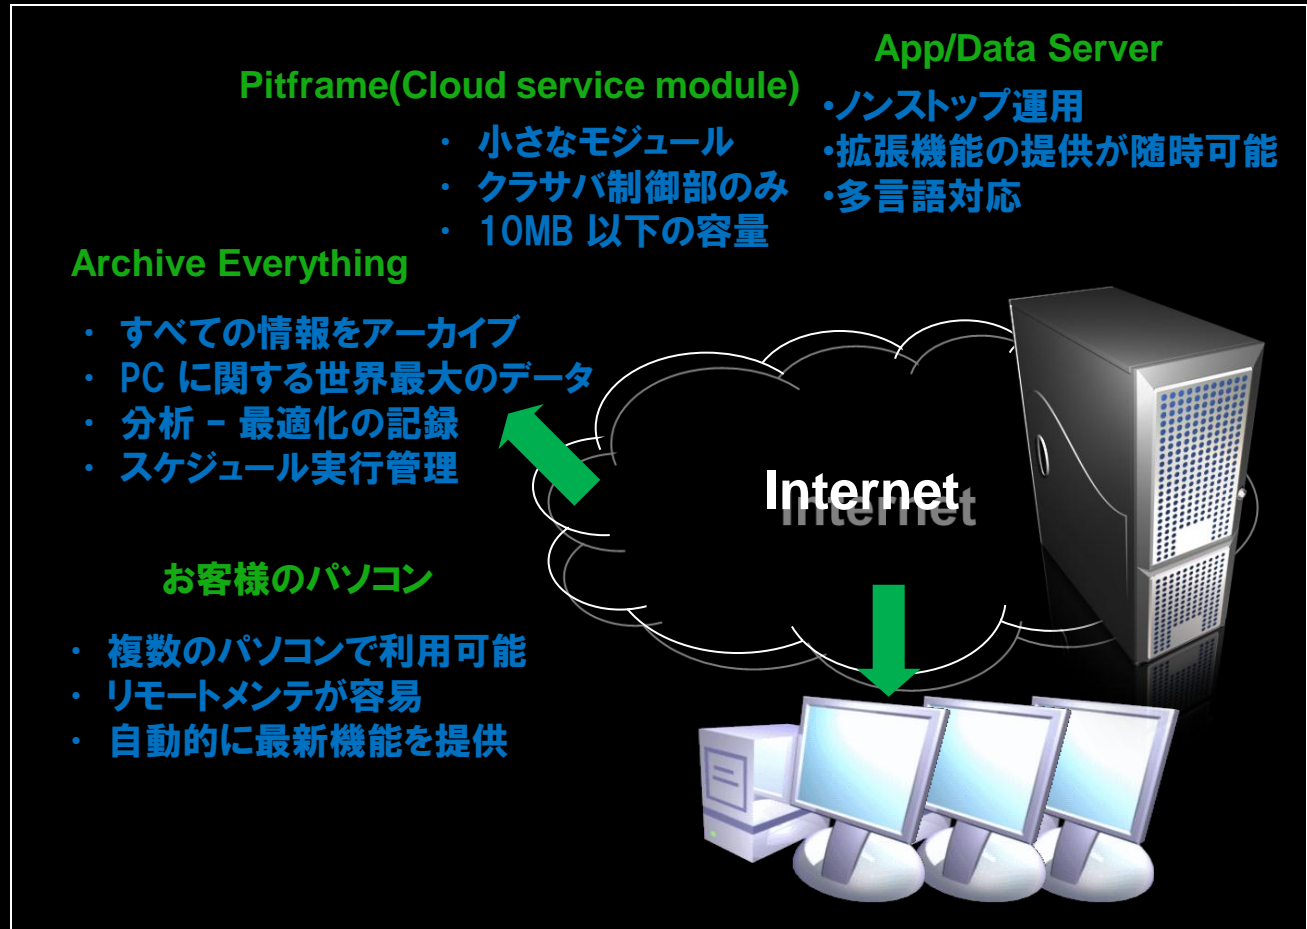 App/Data Server
・ノンストップ運用
・拡張機能の提供が随時可能
・多言語対応
Pitframe(Cloud service module)
・ 小さなモジュール
・ クラサバ制御部のみ
・ 10MB 以下の容量
Archive Everything
・ すべての情報をアーカイブ
・ PC に関する世界最大のデータ
・ 分析 – 最適化の記録
・ スケジュール実行管理
Internet
お客様のパソコン
・ 複数のパソコンで利用可能
・ リモートメンテが容易
・ 自動的に最新機能を提供